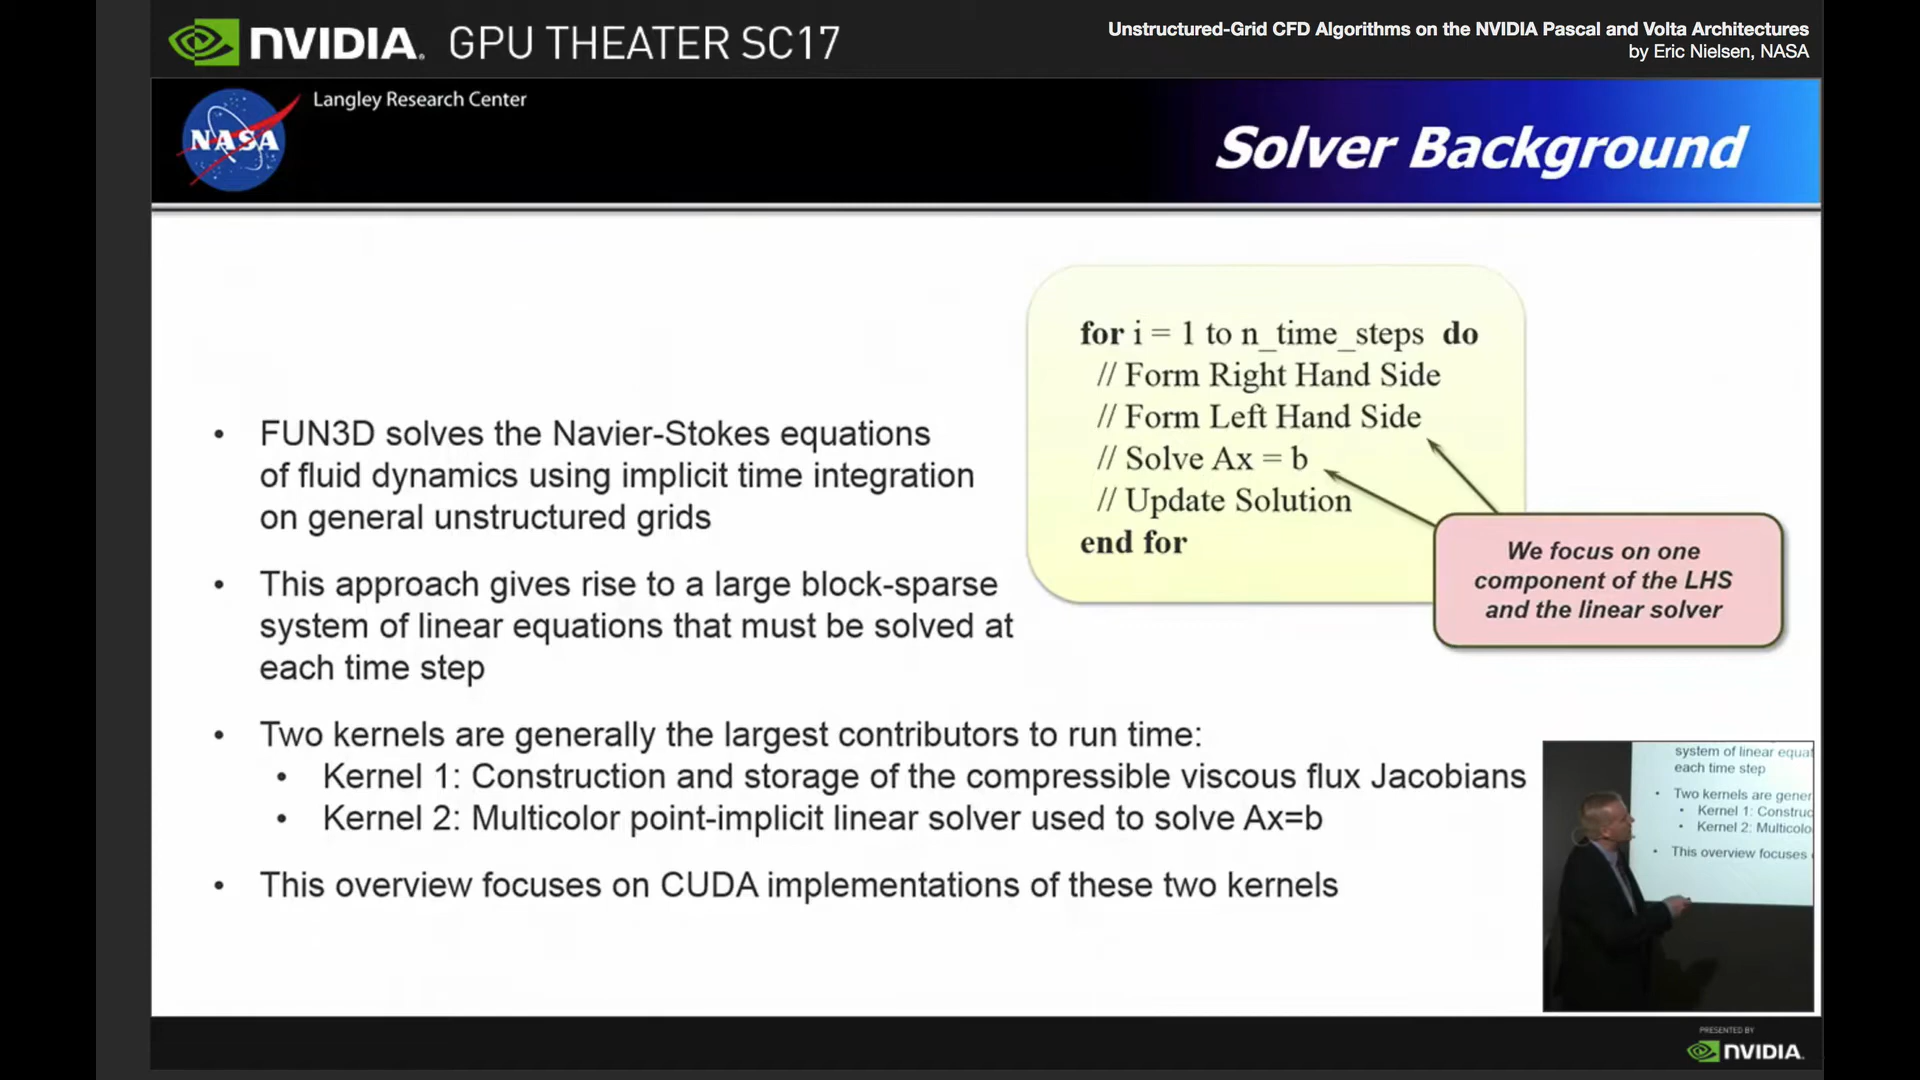 NVIDIA. GPU THEATER SC17
Unstructured-Grid CFD Algorithms on the NVIDIA Pascal and Volta Architectures
by Eric Nielsen, NASA
NASA
Langley Research Center
Solver Background
for i = 1 to n_time_steps do
// Form Right Hand Side
// Form Left Hand Side
// Solve Ax = b
// Update Solution
end for
We focus on one
component of the LHS
and the linear solver
• FUN3D solves the Navier-Stokes equations
of fluid dynamics using implicit time integration
on general unstructured grids
• This approach gives rise to a large block-sparse
system of linear equations that must be solved at
each time step
• Two kernels are generally the largest contributors to run time:
• Kernel 1: Construction and storage of the compressible viscous flux Jacobians
• Kernel 2: Multicolor point-implicit linear solver used to solve Ax=b
• This overview focuses on CUDA implementations of these two kernels
system of linear equat
each time step
• Two kernels are gener
• Kernel 1: Construc
• Kernel 2: Multicolo
• This overview focuses
PRESENTED BY
NVIDIA.